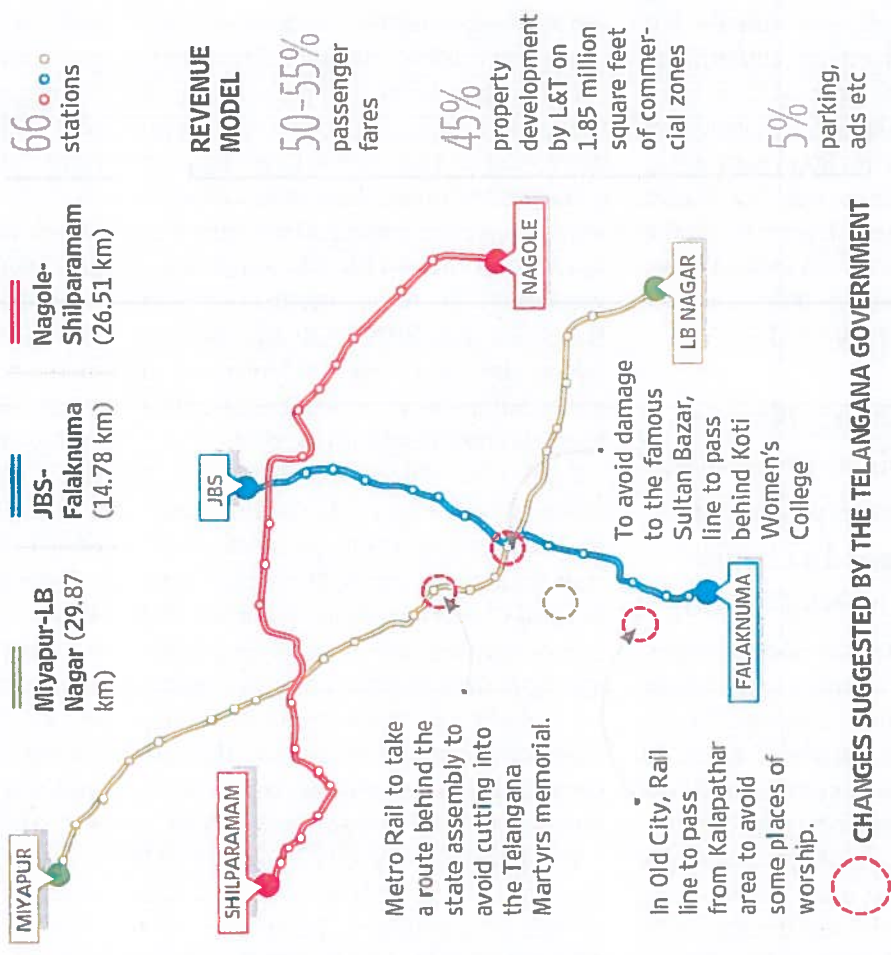 Miyapur-LB
Nagar (29.87
km)
JBS-
Falaknuma
(14.78 km)
Nagole-
Shilparamam
(26.51 km)
66
stations
MIYAPUR
SHILPARAMAM
JBS
NAGOLE
LB NAGAR
FALAKNUMA
Metro Rail to take
a route behind the
state assembly to
avoid cutting into
the Telangana
Martyrs memorial.
In Old City, Rail
line to pass
from Kalapathar
area to avoid
some places of
worship.
To avoid damage
to the famous
Sultan Bazar,
line to pass
behind Koti
Women's
College
REVENUE
MODEL
50-55%
passenger
fares
45%
property
development
by L&T on
1.85 million
square feet
of commer-
cial zones
5%
parking,
ads etc
CHANGES SUGGESTED BY THE TELANGANA GOVERNMENT